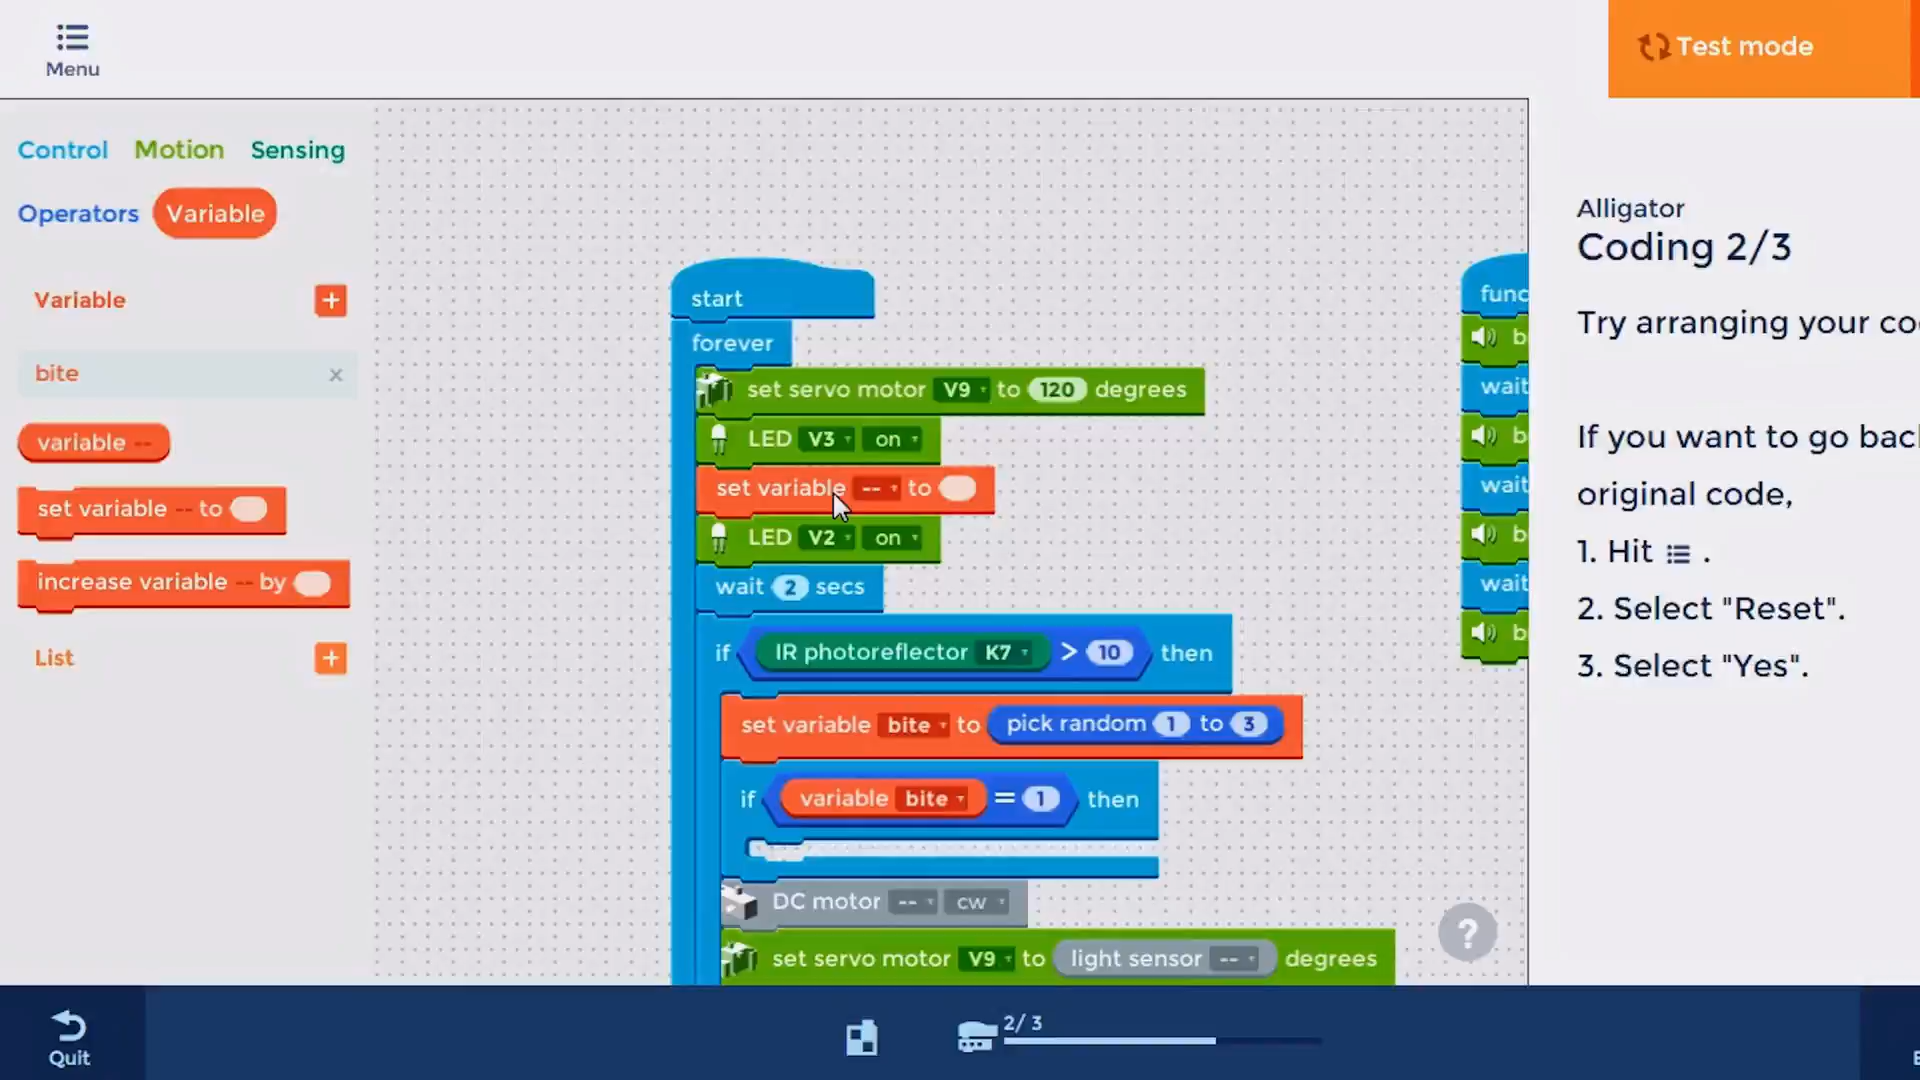 Menu
Test mode
Control Motion Sensing
Operators Variable
Variable +
bite ×
variable --
set variable -- to
increase variable -- by
List +
start
forever
set servo motor V9 to 120 degrees
LED V3 on
set variable -- to
LED V2 on
wait 2 secs
if IR photoreflector K7 > 10 then
set variable bite to pick random 1 to 3
if variable bite = 1 then
DC motor -- cw
set servo motor V9 to light sensor -- degrees
func
b
wait
b
wait
b
wait
b
Alligator
Coding 2/3
Try arranging your co
If you want to go back
original code,
1. Hit .
2. Select "Reset".
3. Select "Yes".
?
Quit
2/ 3